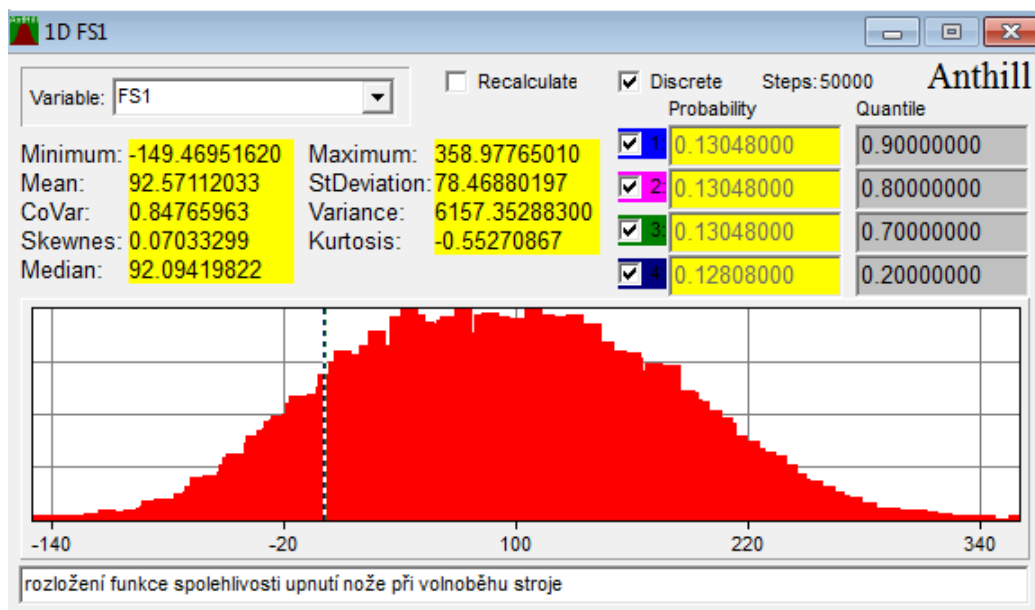 1D FS1
Variable: FS1
Recalculate
Discrete Steps:50000 Anthill
Probability Quantile
1: 0.13048000 0.90000000
2: 0.13048000 0.80000000
3: 0.13048000 0.70000000
4: 0.12808000 0.20000000
Minimum: -149.46951620 Maximum: 358.97765010
Mean: 92.57112033 StDeviation: 78.46880197
CoVar: 0.84765963 Variance: 6157.35288300
Skewnes: 0.07033299 Kurtosis: -0.55270867
Median: 92.09419822
-140 -20 100 220 340
rozložení funkce spolehlivosti upnutí nože při volnoběhu stroje